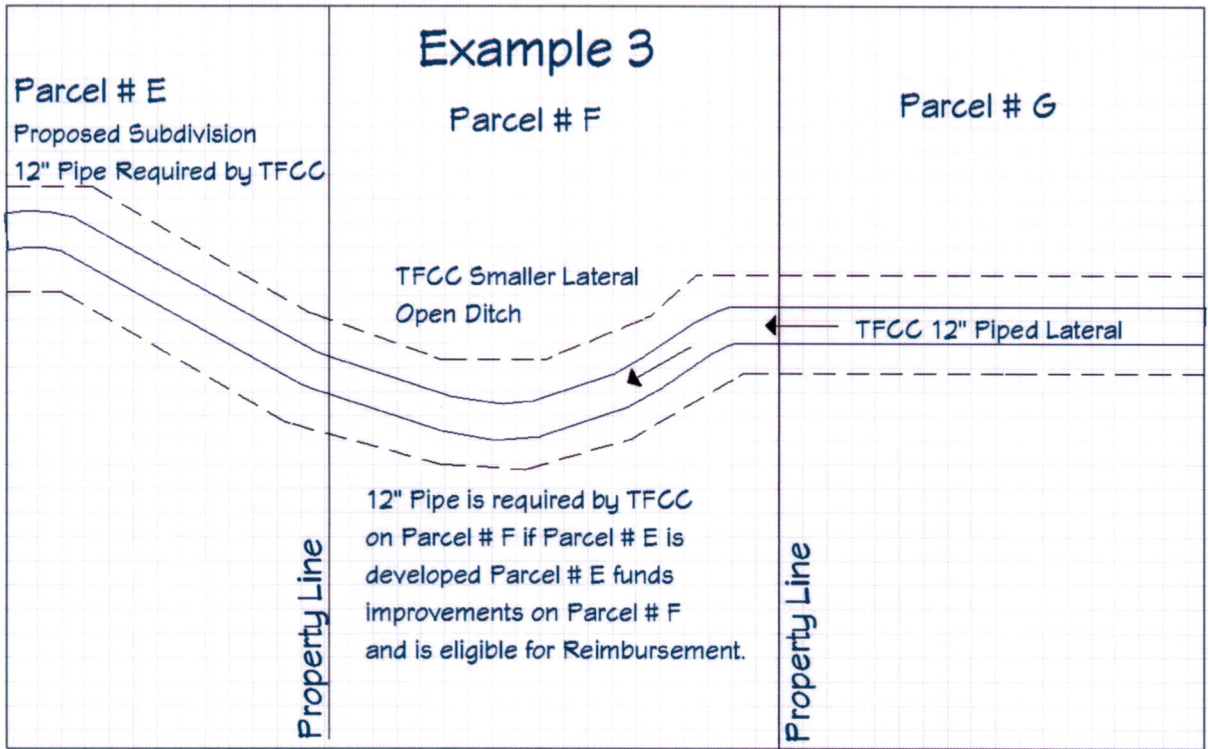 Example 3
Parcel # E
Proposed Subdivision
12" Pipe Required by TFCC
Parcel # F
Parcel # G
TFCC Smaller Lateral
Open Ditch
TFCC 12" Piped Lateral
12" Pipe is required by TFCC
on Parcel # F if Parcel # E is
developed Parcel # E funds
improvements on Parcel # F
and is eligible for Reimbursement.
Property Line
Property Line